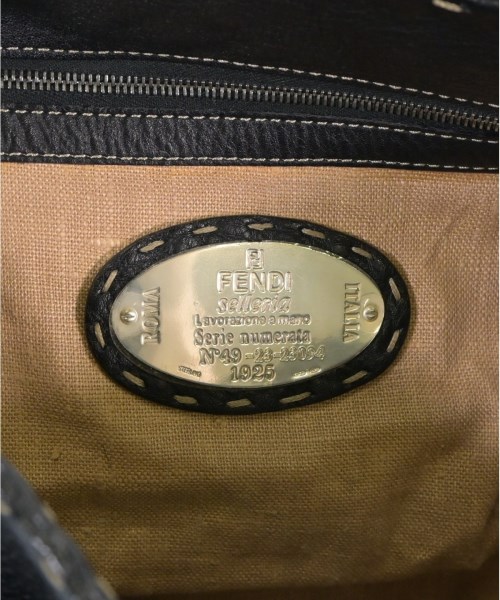 FENDI
selleria
Lavorazione a mano
Serie numerata
1925
ROMA
ITALIA